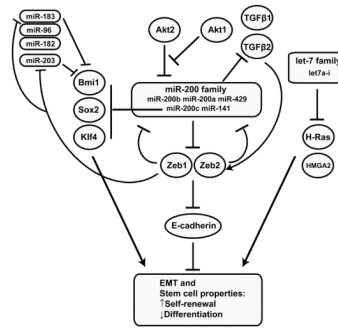 miR-183
miR-96
miR-182
miR-203
Bmi1
Sox2
Klf4
Akt2
Akt1
TGFβ1
TGFβ2
miR-200 family
miR-200b miR-200a miR-429
miR-200c miR-141
let-7 family
let7a-i
H-Ras
HMGA2
Zeb1
Zeb2
E-cadherin
EMT and
Stem cell properties:
↑Self-renewal
↓Differentiation